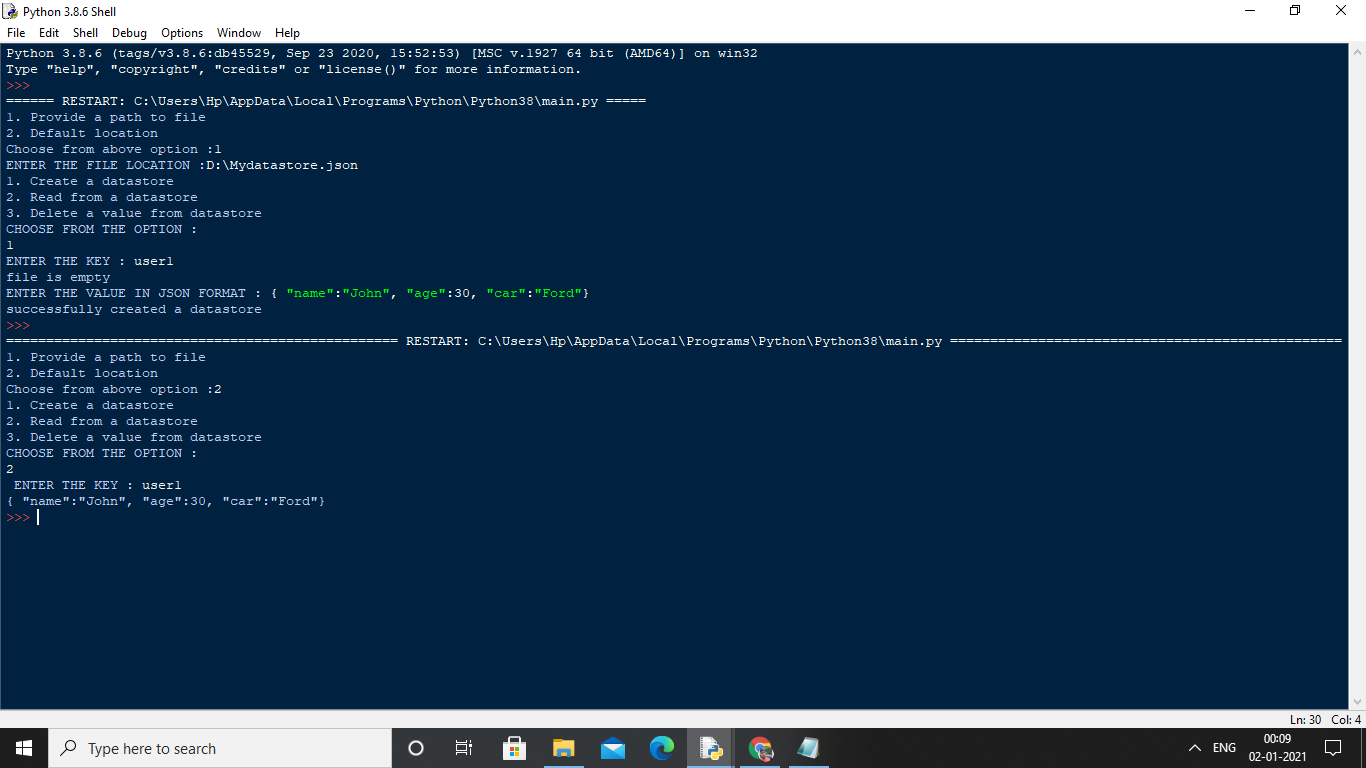 Python 3.8.6 Shell
File Edit Shell Debug Options Window Help
Python 3.8.6 (tags/v3.8.6:db45529, Sep 23 2020, 15:52:53) [MSC v.1927 64 bit (AMD64)] on win32
Type "help", "copyright", "credits" or "license()" for more information.
>>>
====== RESTART: C:\Users\Hp\AppData\Local\Programs\Python\Python38\main.py =====
1. Provide a path to file
2. Default location
Choose from above option :1
ENTER THE FILE LOCATION :D:\Mydatastore.json
1. Create a datastore
2. Read from a datastore
3. Delete a value from datastore
CHOOSE FROM THE OPTION :
1
ENTER THE KEY : user1
file is empty
ENTER THE VALUE IN JSON FORMAT : { "name":"John", "age":30, "car":"Ford"}
successfully created a datastore
>>>
================================================= RESTART: C:\Users\Hp\AppData\Local\Programs\Python\Python38\main.py =================================================
1. Provide a path to file
2. Default location
Choose from above option :2
1. Create a datastore
2. Read from a datastore
3. Delete a value from datastore
CHOOSE FROM THE OPTION :
2
 ENTER THE KEY : user1
{ "name":"John", "age":30, "car":"Ford"}
>>>
Ln: 30 Col: 4
Type here to search
ENG
00:09
02-01-2021